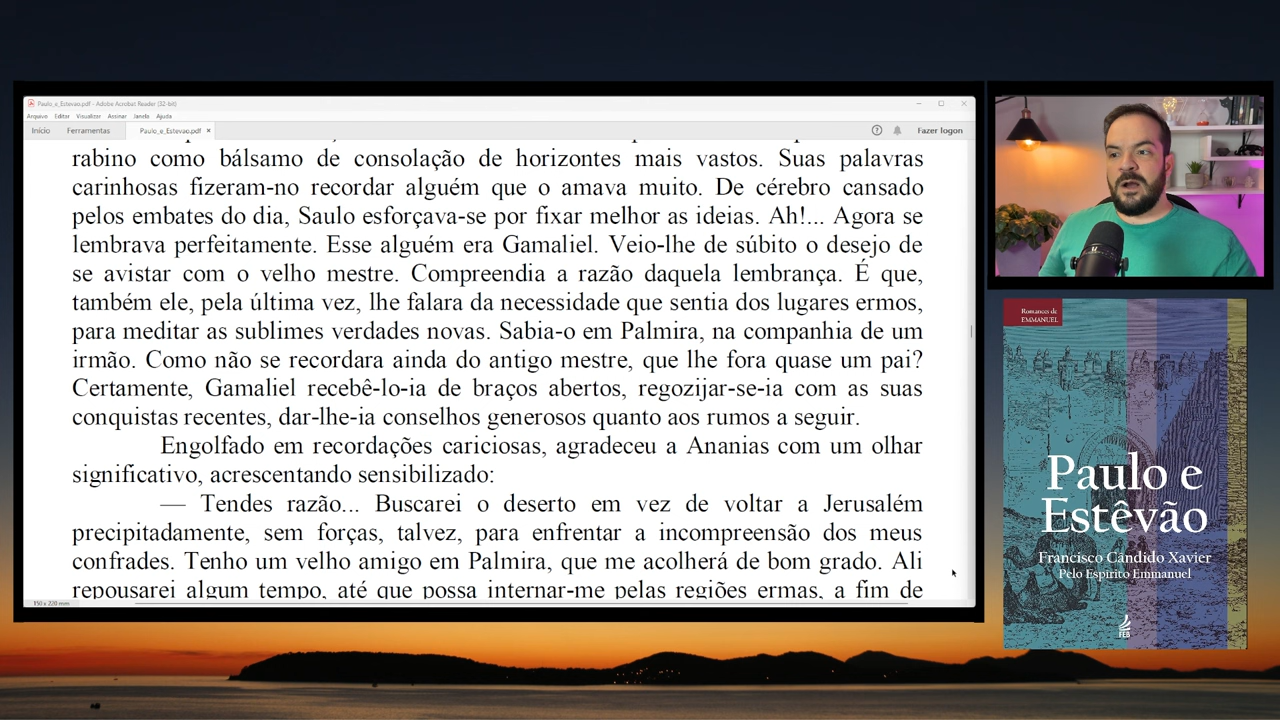 Paulo_e_Estevao.pdf - Adobe Acrobat Reader (32-bit)
Arquivo Editar Visualizar Assinar Janela Ajuda
Início Ferramentas Paulo_e_Estevao.pdf × Fazer logon
rabino como bálsamo de consolação de horizontes mais vastos. Suas palavras
carinhosas fizeram-no recordar alguém que o amava muito. De cérebro cansado
pelos embates do dia, Saulo esforçava-se por fixar melhor as ideias. Ah!... Agora se
lembrava perfeitamente. Esse alguém era Gamaliel. Veio-lhe de súbito o desejo de
se avistar com o velho mestre. Compreendia a razão daquela lembrança. É que,
também ele, pela última vez, lhe falara da necessidade que sentia dos lugares ermos,
para meditar as sublimes verdades novas. Sabia-o em Palmira, na companhia de um
irmão. Como não se recordara ainda do antigo mestre, que lhe fora quase um pai?
Certamente, Gamaliel recebê-lo-ia de braços abertos, regozijar-se-ia com as suas
conquistas recentes, dar-lhe-ia conselhos generosos quanto aos rumos a seguir.
Engolfado em recordações cariciosas, agradeceu a Ananias com um olhar
significativo, acrescentando sensibilizado:
— Tendes razão... Buscarei o deserto em vez de voltar a Jerusalém
precipitadamente, sem forças, talvez, para enfrentar a incompreensão dos meus
confrades. Tenho um velho amigo em Palmira, que me acolherá de bom grado. Ali
repousarei algum tempo, até que possa internar-me pelas regiões ermas, a fim de
150 x 220 mm
Romances de
EMMANUEL
Paulo e
Estêvão
Francisco Cândido Xavier
Pelo Espírito Emmanuel
FEB